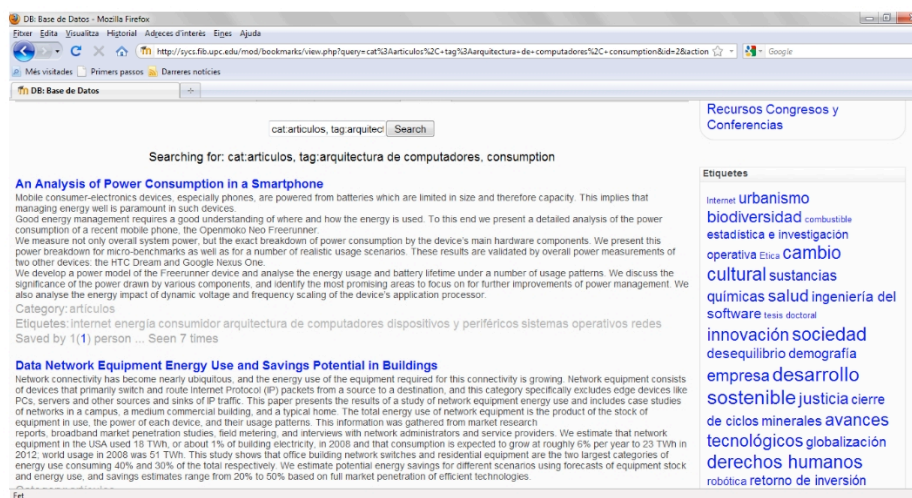 DB: Base de Datos - Mozilla Firefox
Fitxer Edita Visualitza Historial Adreces d'interès Eines Ajuda
http://sycs.fib.upc.edu/mod/bookmarks/view.php?query=cat%3Aarticulos%2C+tag%3Aarquitectura+de+computadores%2C+consumption&id=2&action
Google
Més visitades Primers passos Darreres notícies
DB: Base de Datos
cat:articulos, tag:arquitect Search
Searching for: cat:articulos, tag:arquitectura de computadores, consumption
An Analysis of Power Consumption in a Smartphone
Mobile consumer-electronics devices, especially phones, are powered from batteries which are limited in size and therefore capacity. This implies that
managing energy well is paramount in such devices.
Good energy management requires a good understanding of where and how the energy is used. To this end we present a detailed analysis of the power
consumption of a recent mobile phone, the Openmoko Neo Freerunner.
We measure not only overall system power, but the exact breakdown of power consumption by the device's main hardware components. We present this
power breakdown for micro-benchmarks as well as for a number of realistic usage scenarios. These results are validated by overall power measurements of
two other devices: the HTC Dream and Google Nexus One.
We develop a power model of the Freerunner device and analyse the energy usage and battery lifetime under a number of usage patterns. We discuss the
significance of the power drawn by various components, and identify the most promising areas to focus on for further improvements of power management. We
also analyse the energy impact of dynamic voltage and frequency scaling of the device's application processor.
Category:articulos
Etiquetes:internet energía consumidor arquitectura de computadores dispositivos y periféricos sistemas operativos redes
Saved by 1(1) person ... Seen 7 times
Data Network Equipment Energy Use and Savings Potential in Buildings
Network connectivity has become nearly ubiquitous, and the energy use of the equipment required for this connectivity is growing. Network equipment consists
of devices that primarily switch and route Internet Protocol (IP) packets from a source to a destination, and this category specifically excludes edge devices like
PCs, servers and other sources and sinks of IP traffic. This paper presents the results of a study of network equipment energy use and includes case studies
of networks in a campus, a medium commercial building, and a typical home. The total energy use of network equipment is the product of the stock of
equipment in use, the power of each device, and their usage patterns. This information was gathered from market research
reports, broadband market penetration studies, field metering, and interviews with network administrators and service providers. We estimate that network
equipment in the USA used 18 TWh, or about 1% of building electricity, in 2008 and that consumption is expected to grow at roughly 6% per year to 23 TWh in
2012; world usage in 2008 was 51 TWh. This study shows that office building network switches and residential equipment are the two largest categories of
energy use consuming 40% and 30% of the total respectively. We estimate potential energy savings for different scenarios using forecasts of equipment stock
and energy use, and savings estimates range from 20% to 50% based on full market penetration of efficient technologies.
Category:articulos
Fet
Recursos Congresos y
Conferencias
Etiquetes
Internet urbanismo
biodiversidad combustible
estadística e investigación
operativa Etica cambio
cultural sustancias
químicas salud ingeniería del
software tesis doctoral
innovación sociedad
desequilibrio demografía
empresa desarrollo
sostenible justicia cierre
de ciclos minerales avances
tecnológicos globalización
derechos humanos
robótica retorno de inversión